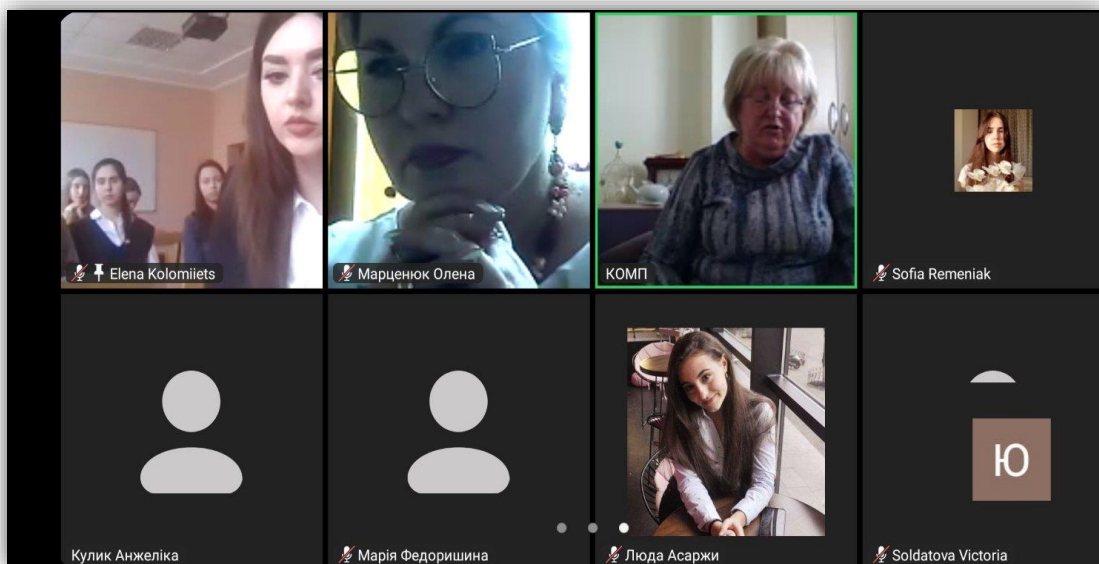 Elena Kolomiiets
Марценюк Олена
КОМП
Sofia Remeniak
Кулик Анжеліка
Марія Федоришина
Люда Асаржи
Ю
Soldatova Victoria